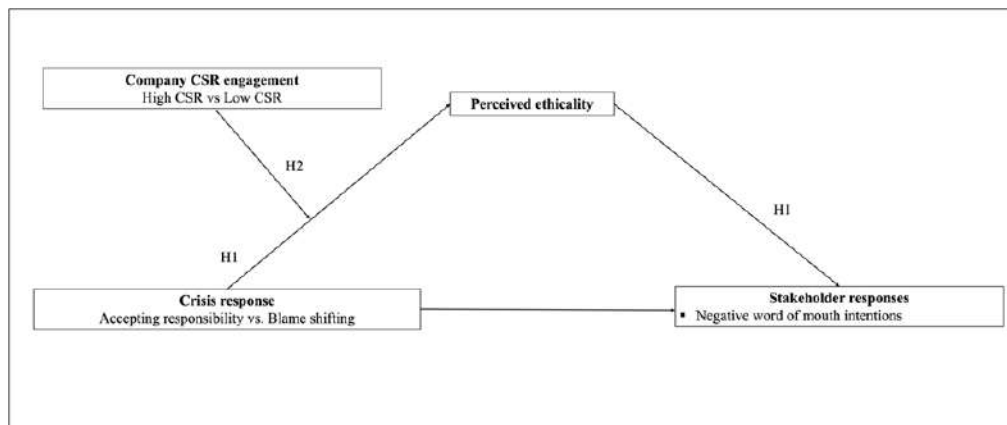 Company CSR engagement
High CSR vs Low CSR
Perceived ethicality
H2
H1
H1
Crisis response
Accepting responsibility vs. Blame shifting
Stakeholder responses
▪ Negative word of mouth intentions